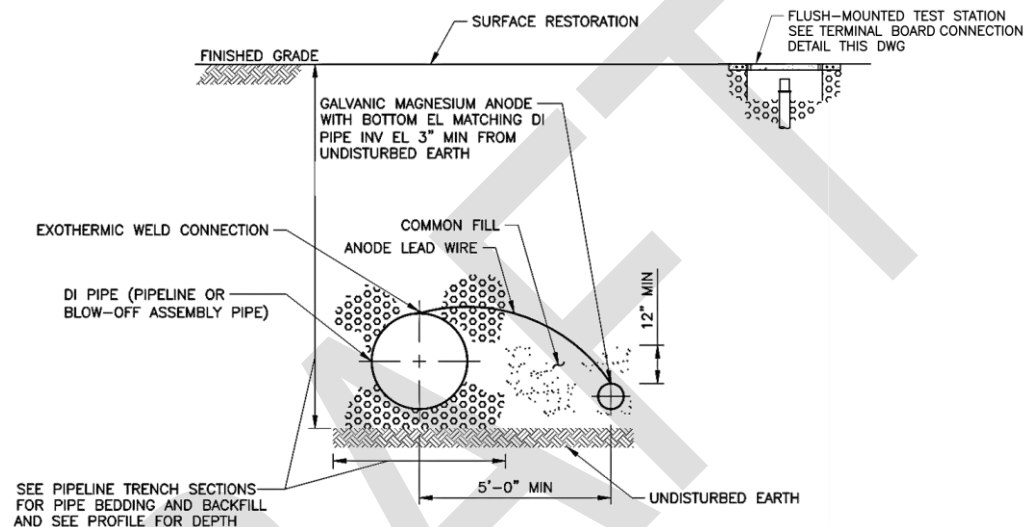 SURFACE RESTORATION
FLUSH-MOUNTED TEST STATION
SEE TERMINAL BOARD CONNECTION
DETAIL THIS DWG
FINISHED GRADE
GALVANIC MAGNESIUM ANODE
WITH BOTTOM EL MATCHING DI
PIPE INV EL 3" MIN FROM
UNDISTURBED EARTH
EXOTHERMIC WELD CONNECTION
COMMON FILL
ANODE LEAD WIRE
DI PIPE (PIPELINE OR
BLOW-OFF ASSEMBLY PIPE)
12" MIN
SEE PIPELINE TRENCH SECTIONS
FOR PIPE BEDDING AND BACKFILL
AND SEE PROFILE FOR DEPTH
5'-0" MIN
UNDISTURBED EARTH
DRAFT